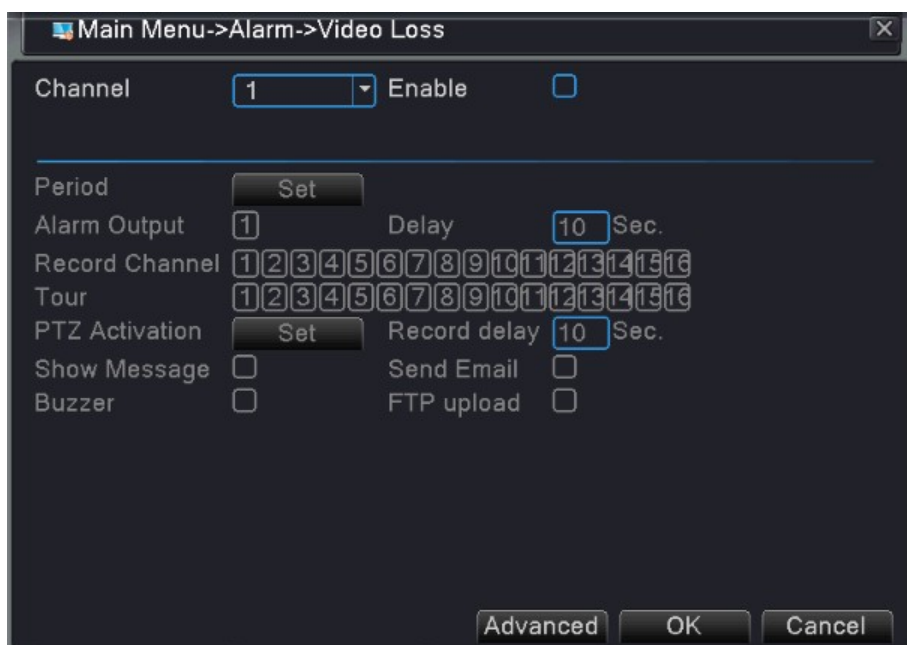 Main Menu->Alarm->Video Loss
Channel 1 Enable
Period Set
Alarm Output 1 Delay 10 Sec.
Record Channel 1 2 3 4 5 6 7 8 9 10 11 12 13 14 15 16
Tour 1 2 3 4 5 6 7 8 9 10 11 12 13 14 15 16
PTZ Activation Set Record delay 10 Sec.
Show Message Send Email
Buzzer FTP upload
Advanced OK Cancel